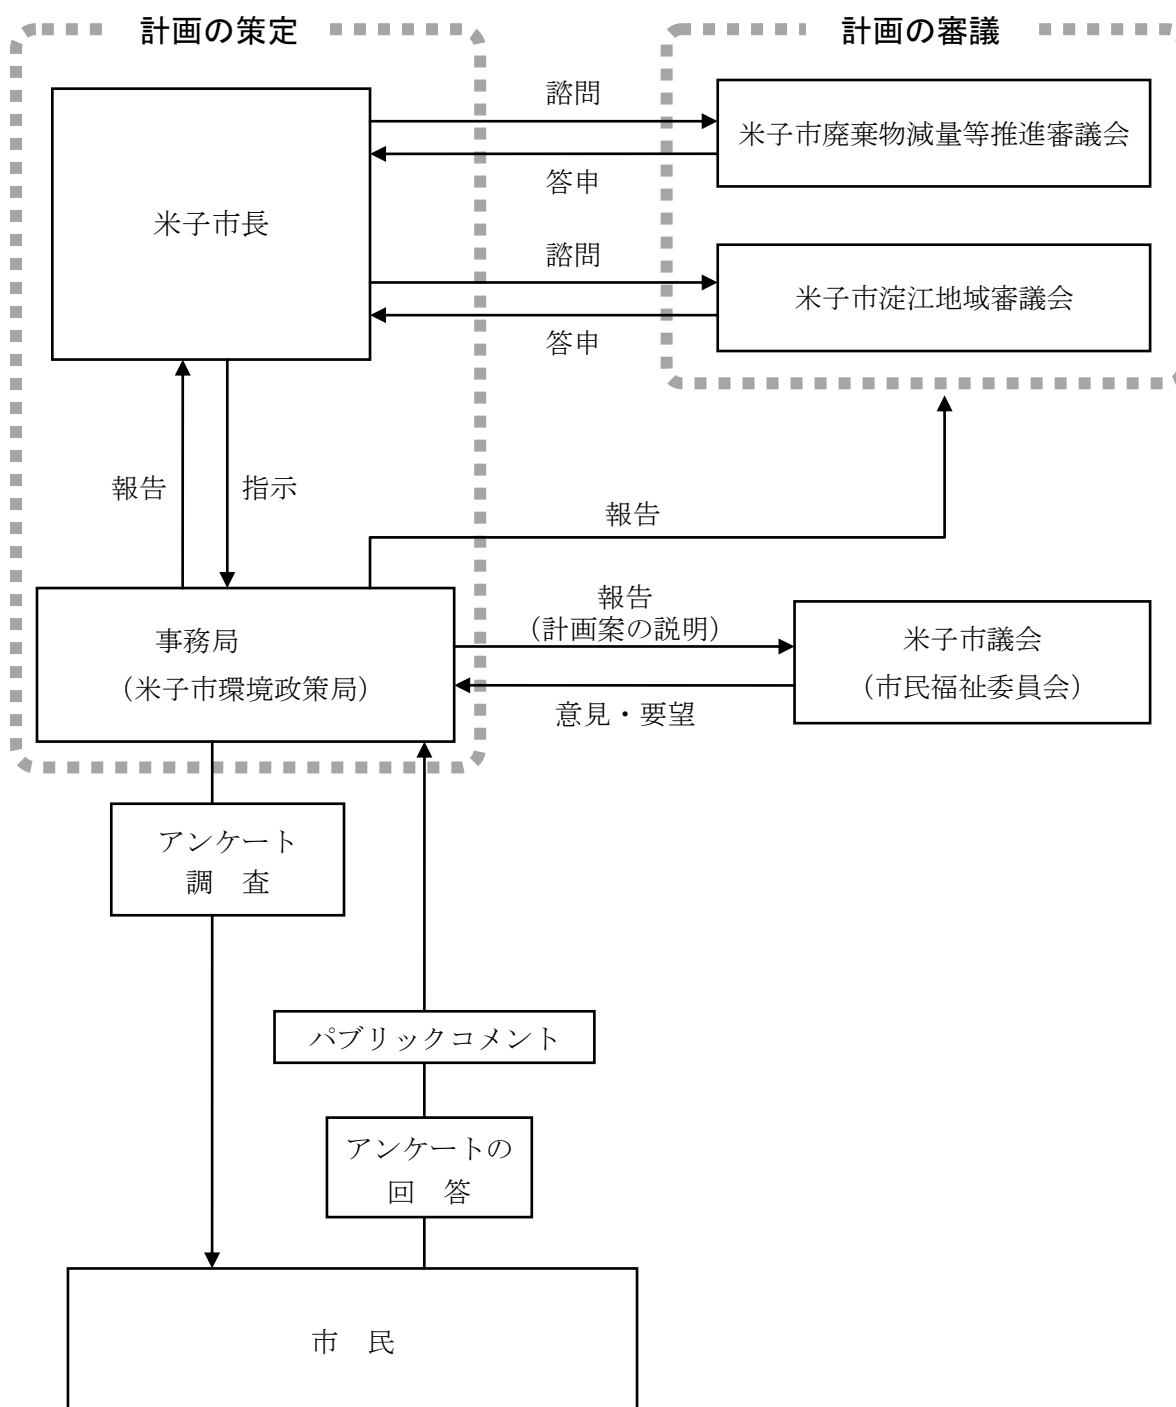 計画の策定
計画の審議
諮問
米子市廃棄物減量等推進審議会
答申
米子市長
諮問
米子市淀江地域審議会
答申
報告
指示
報告
事務局
（米子市環境政策局）
報告
（計画案の説明）
米子市議会
（市民福祉委員会）
意見・要望
アンケート
調　査
パブリックコメント
アンケートの
回　答
市　民